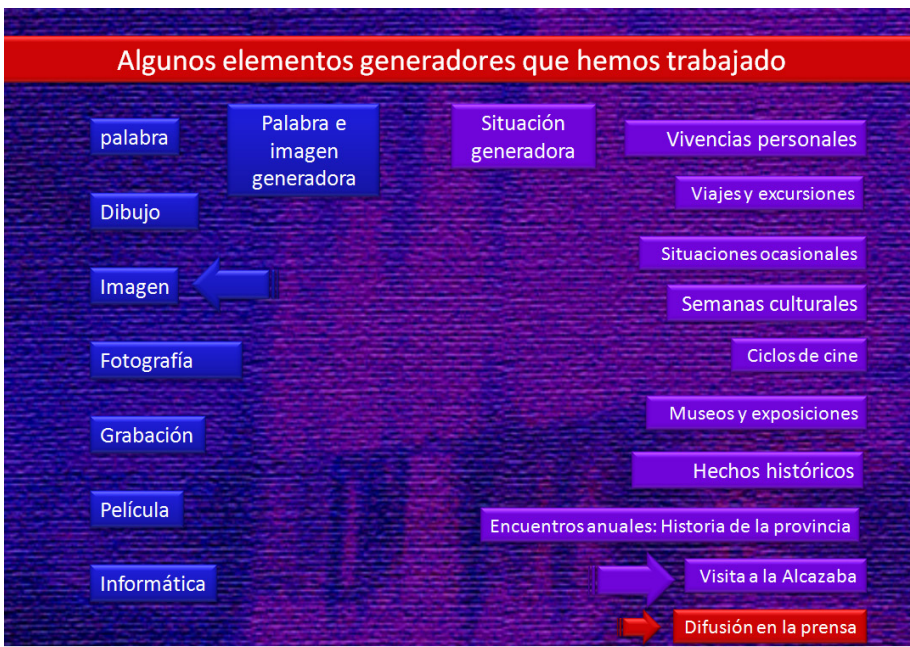 Algunos elementos generadores que hemos trabajado
Palabra e
imagen
generadora
palabra
Dibujo
Imagen
Fotografía
Grabación
Película
Informática
Situación
generadora
Vivencias personales
Viajes y excursiones
Situaciones ocasionales
Semanas culturales
Ciclos de cine
Museos y exposiciones
Hechos históricos
Encuentros anuales: Historia de la provincia
Visita a la Alcazaba
Difusión en la prensa